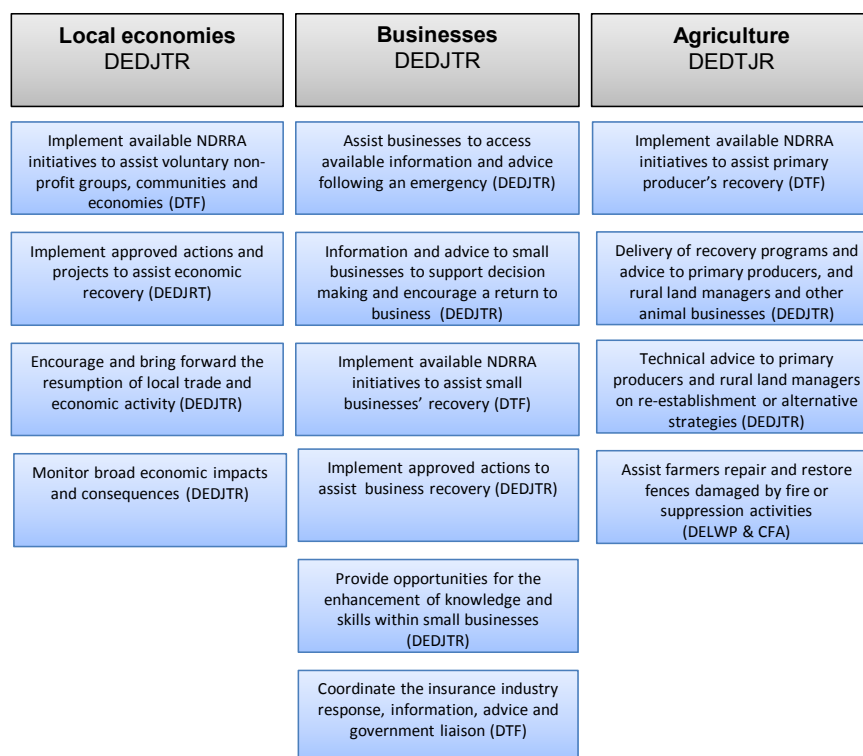 Local economies
DEDJTR
Implement available NDRRA
initiatives to assist voluntary non-
profit groups, communities and
economies (DTF)
Implement approved actions and
projects to assist economic
recovery (DEDJRT)
Encourage and bring forward the
resumption of local trade and
economic activity (DEDJTR)
Monitor broad economic impacts
and consequences (DEDJTR)
Businesses
DEDJTR
Assist businesses to access
available information and advice
following an emergency (DEDJTR)
Information and advice to small
businesses to support decision
making and encourage a return to
business (DEDJTR)
Implement available NDRRA
initiatives to assist small
businesses’ recovery (DTF)
Implement approved actions to
assist business recovery (DEDJTR)
Provide opportunities for the
enhancement of knowledge and
skills within small businesses
(DEDJTR)
Coordinate the insurance industry
response, information, advice and
government liaison (DTF)
Agriculture
DEDTJR
Implement available NDRRA
initiatives to assist primary
producer’s recovery (DTF)
Delivery of recovery programs and
advice to primary producers, and
rural land managers and other
animal businesses (DEDJTR)
Technical advice to primary
producers and rural land managers
on re-establishment or alternative
strategies (DEDJTR)
Assist farmers repair and restore
fences damaged by fire or
suppression activities
(DELWP & CFA)